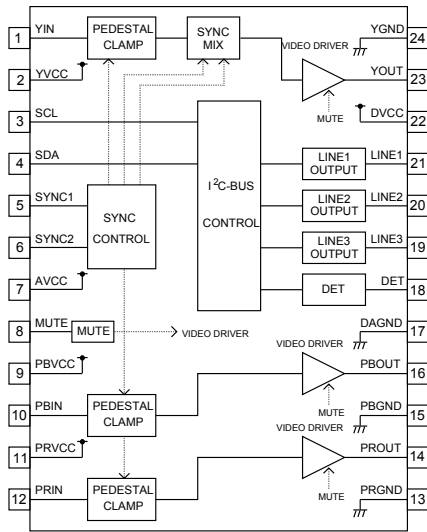 1 YIN PEDESTAL CLAMP SYNC MIX VIDEO DRIVER YGND 24
2 YVCC YOUT 23
MUTE
3 SCL DVCC 22
4 SDA I²C-BUS CONTROL LINE1 OUTPUT LINE1 21
5 SYNC1 SYNC CONTROL LINE2 OUTPUT LINE2 20
6 SYNC2 LINE3 OUTPUT LINE3 19
7 AVCC DET DET 18
8 MUTE MUTE VIDEO DRIVER DAGND 17
VIDEO DRIVER
9 PBVCC PBOUT 16
10 PBIN PEDESTAL CLAMP MUTE PBGND 15
VIDEO DRIVER
11 PRVCC PROUT 14
12 PRIN PEDESTAL CLAMP MUTE PRGND 13